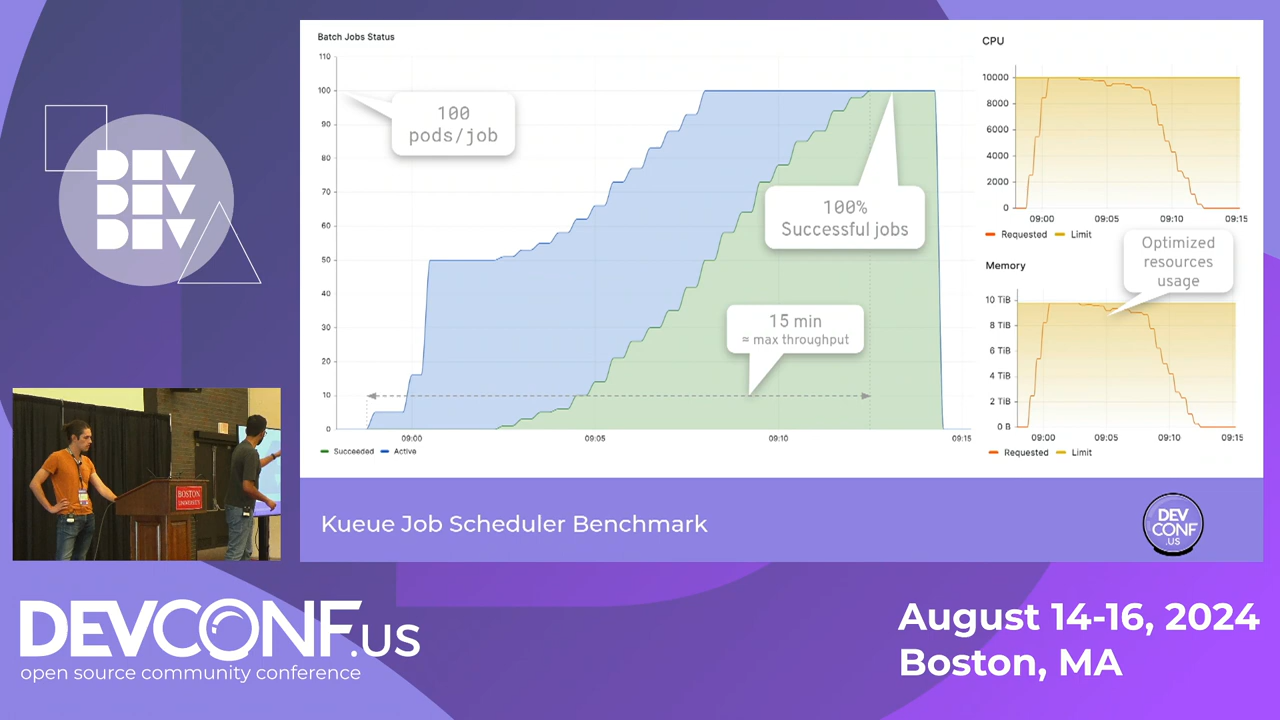 Batch Jobs Status
110
100
90
80
70
60
50
40
30
20
10
0
09:00
09:05
09:10
09:15
Succeeded
Active
100
pods/job
100%
Successful jobs
15 min
≈ max throughput
CPU
10000
8000
6000
4000
2000
0
09:00
09:05
09:10
09:15
Requested
Limit
Optimized
resources
usage
Memory
10 TiB
8 TiB
6 TiB
4 TiB
2 TiB
0 B
09:00
09:05
09:10
09:15
Requested
Limit
DEV
DEV
DEV
BOSTON
UNIVERSITY
Kueue Job Scheduler Benchmark
DEV
CONF
.US
DEVCONF.US
open source community conference
August 14-16, 2024
Boston, MA